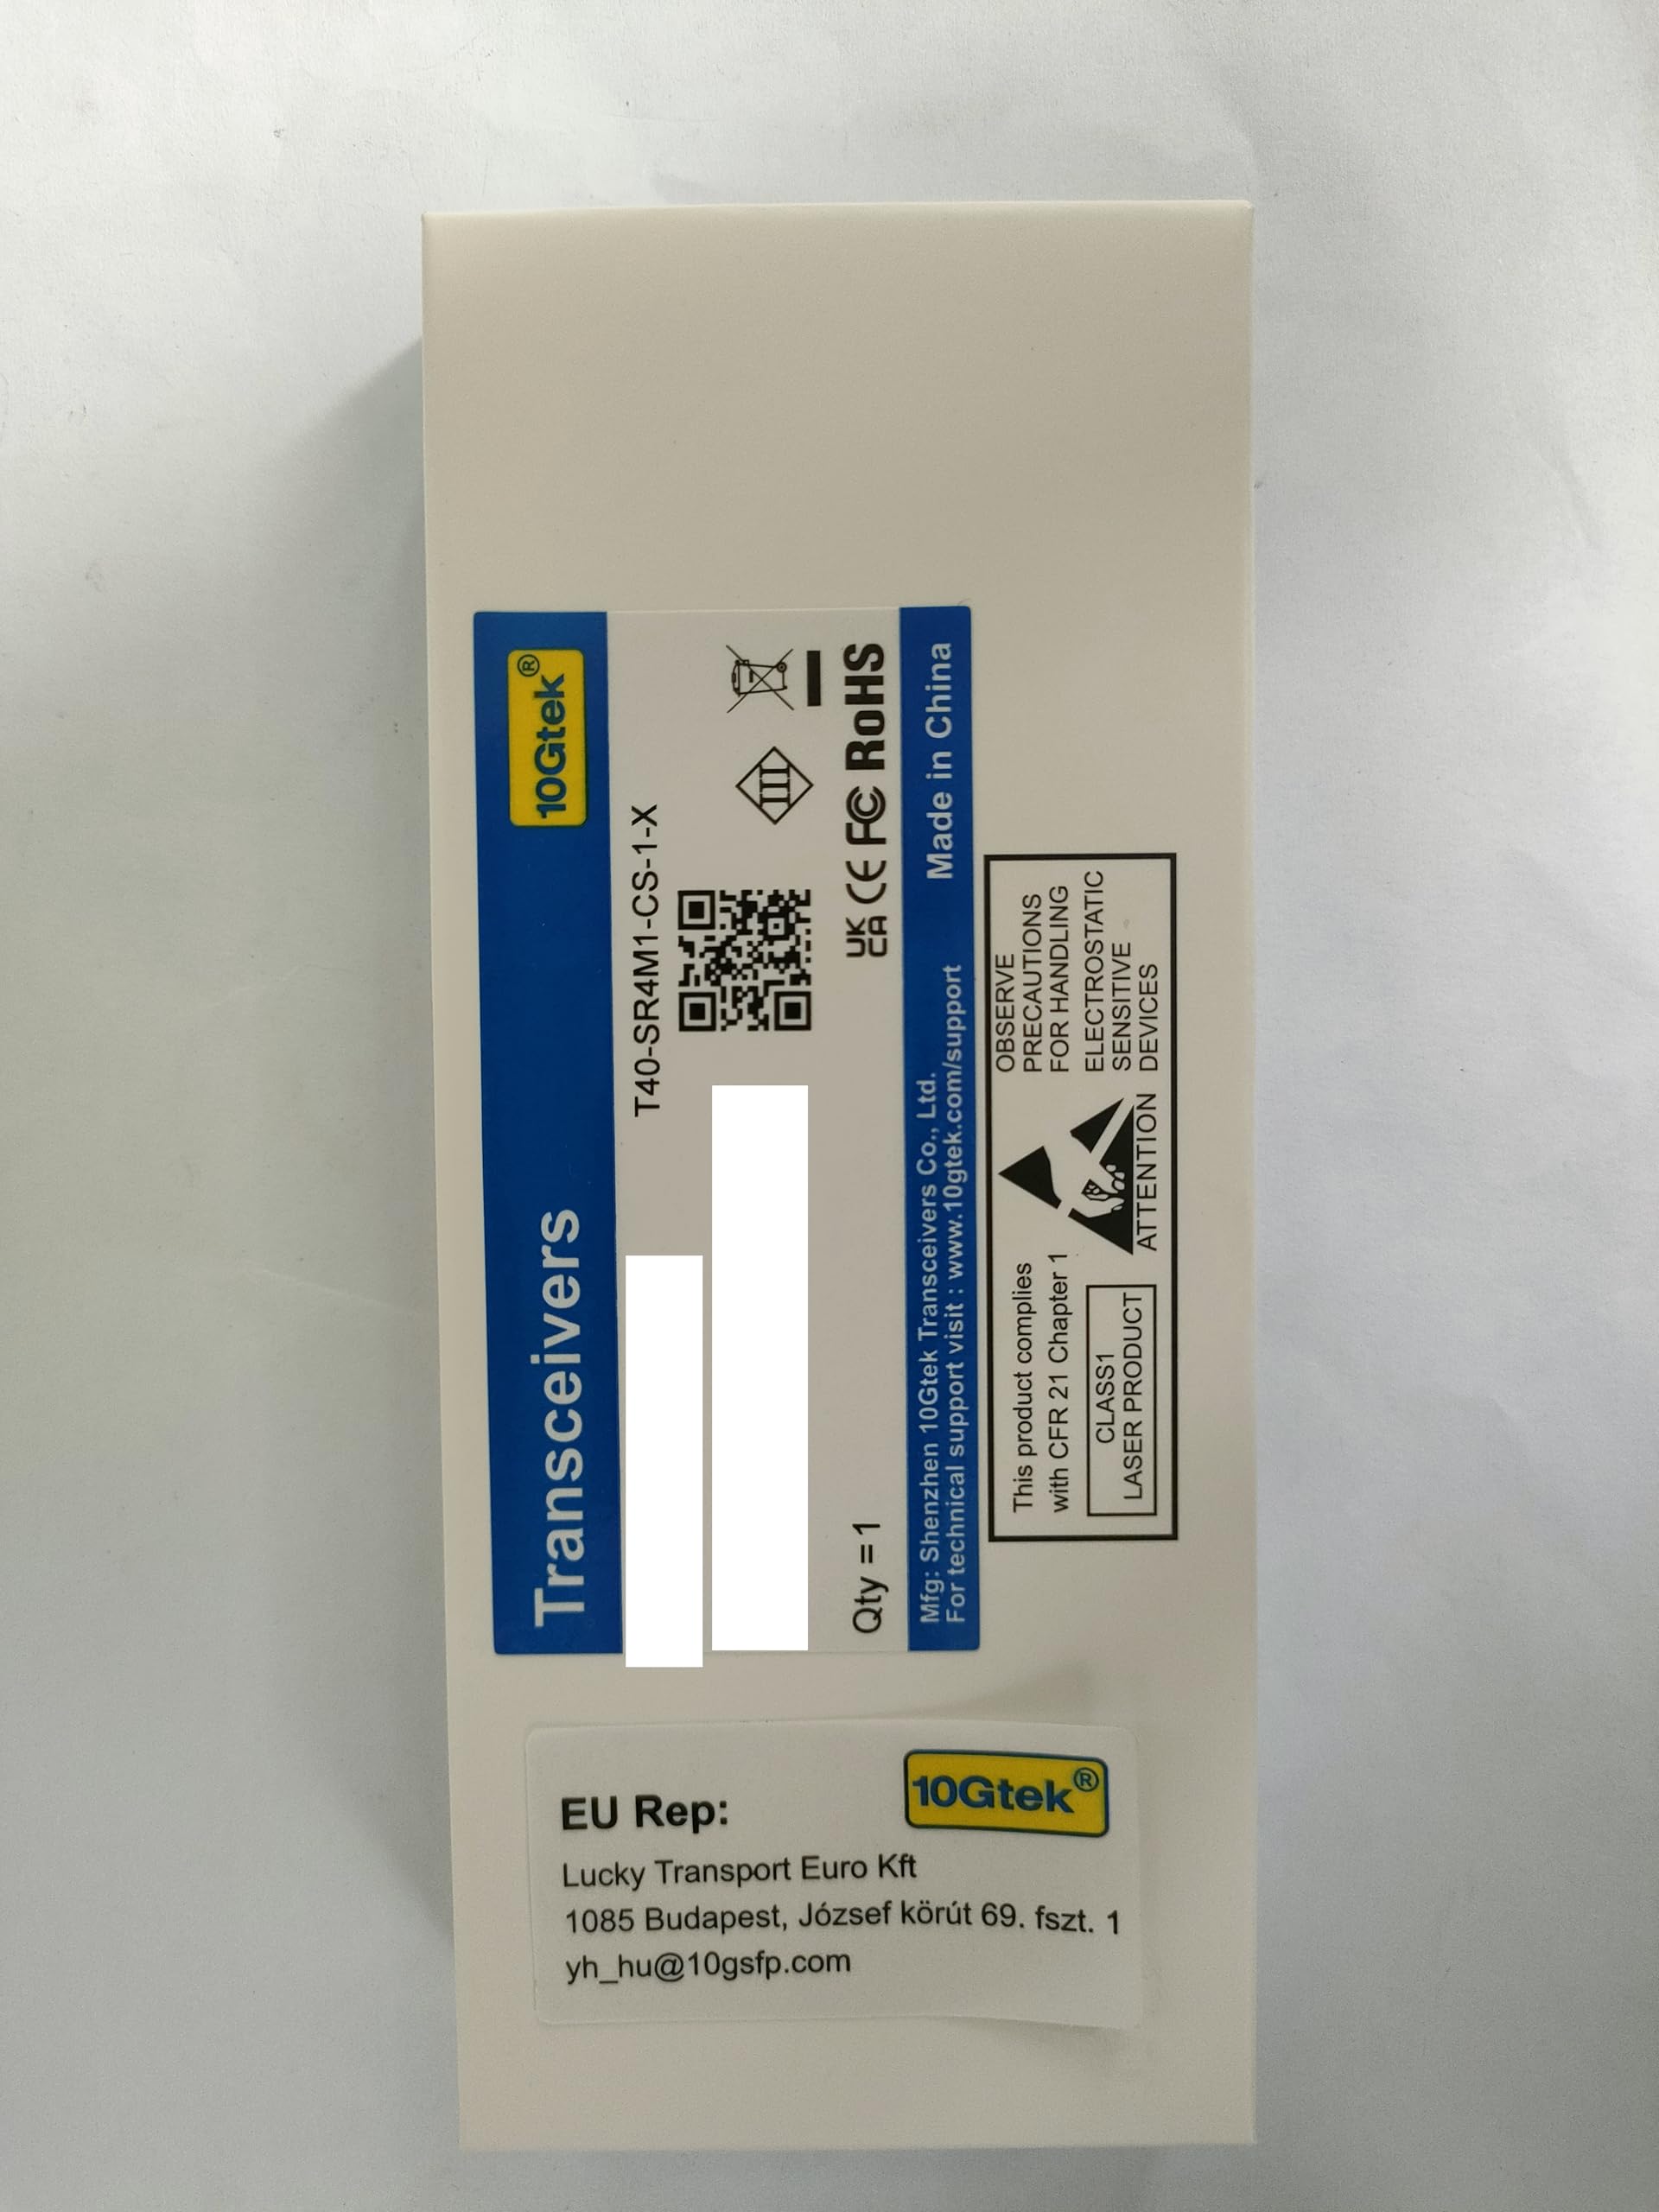 Transceivers
10Gtek®
T40-SR4M1-CS-1-X
III
Qty =1
UK
CA CE FC RoHS
Mfg: Shenzhen 10Gtek Transceivers Co., Ltd.
For technical support visit : www.10gtek.com/support
Made in China
This product complies
with CFR 21 Chapter 1
CLASS1
LASER PRODUCT
ATTENTION
OBSERVE
PRECAUTIONS
FOR HANDLING
ELECTROSTATIC
SENSITIVE
DEVICES
EU Rep:
10Gtek®
Lucky Transport Euro Kft
1085 Budapest, József körút 69. fszt. 1
yh_hu@10gsfp.com